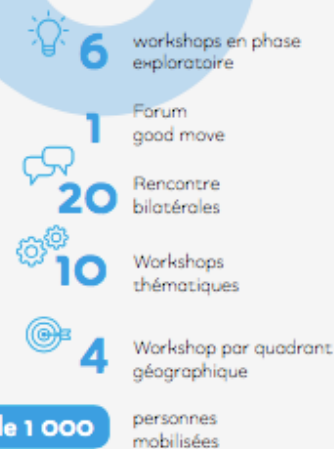 6 workshops en phase
exploratoire
1 Forum
good move
20 Rencontre
bilatérales
10 Workshops
thématiques
4 Workshop par quadrant
géographique
de 1 000 personnes
mobilisées